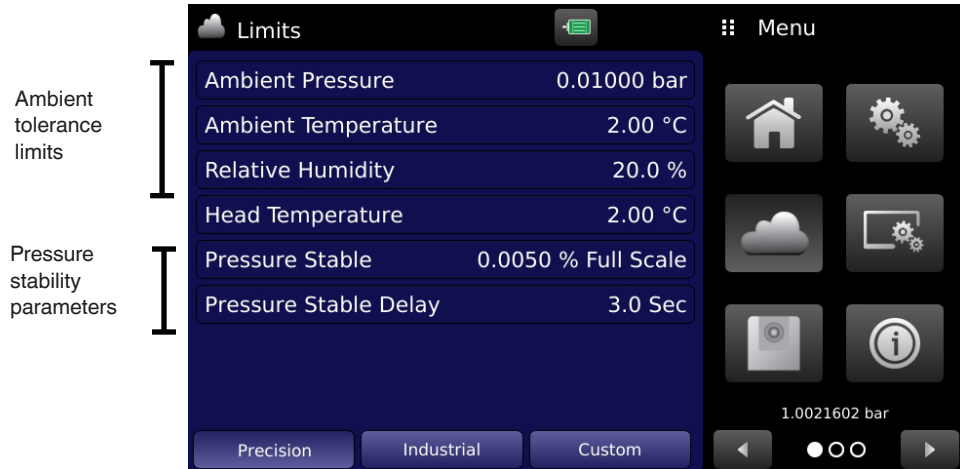 Limits
Menu
Ambient
tolerance
limits
Ambient Pressure 0.01000 bar
Ambient Temperature 2.00 °C
Relative Humidity 20.0 %
Head Temperature 2.00 °C
Pressure
stability
parameters
Pressure Stable 0.0050 % Full Scale
Pressure Stable Delay 3.0 Sec
1.0021602 bar
Precision Industrial Custom